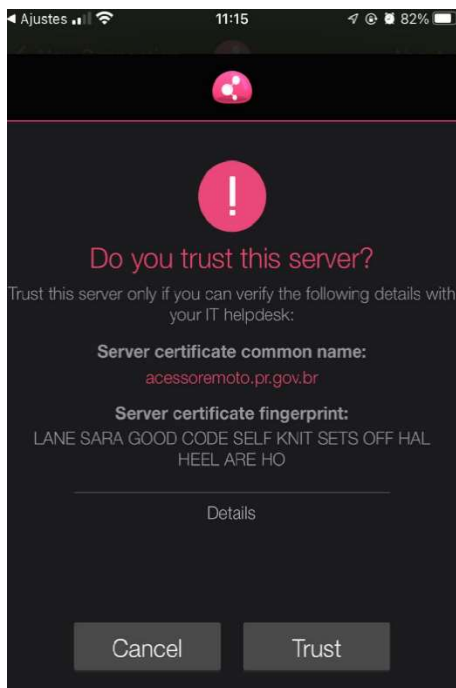 Ajustes 11:15 82%
Do you trust this server?
Trust this server only if you can verify the following details with
your IT helpdesk:
Server certificate common name:
acessoremoto.pr.gov.br
Server certificate fingerprint:
LANE SARA GOOD CODE SELF KNIT SETS OFF HAL
HEEL ARE HO
Details
Cancel Trust